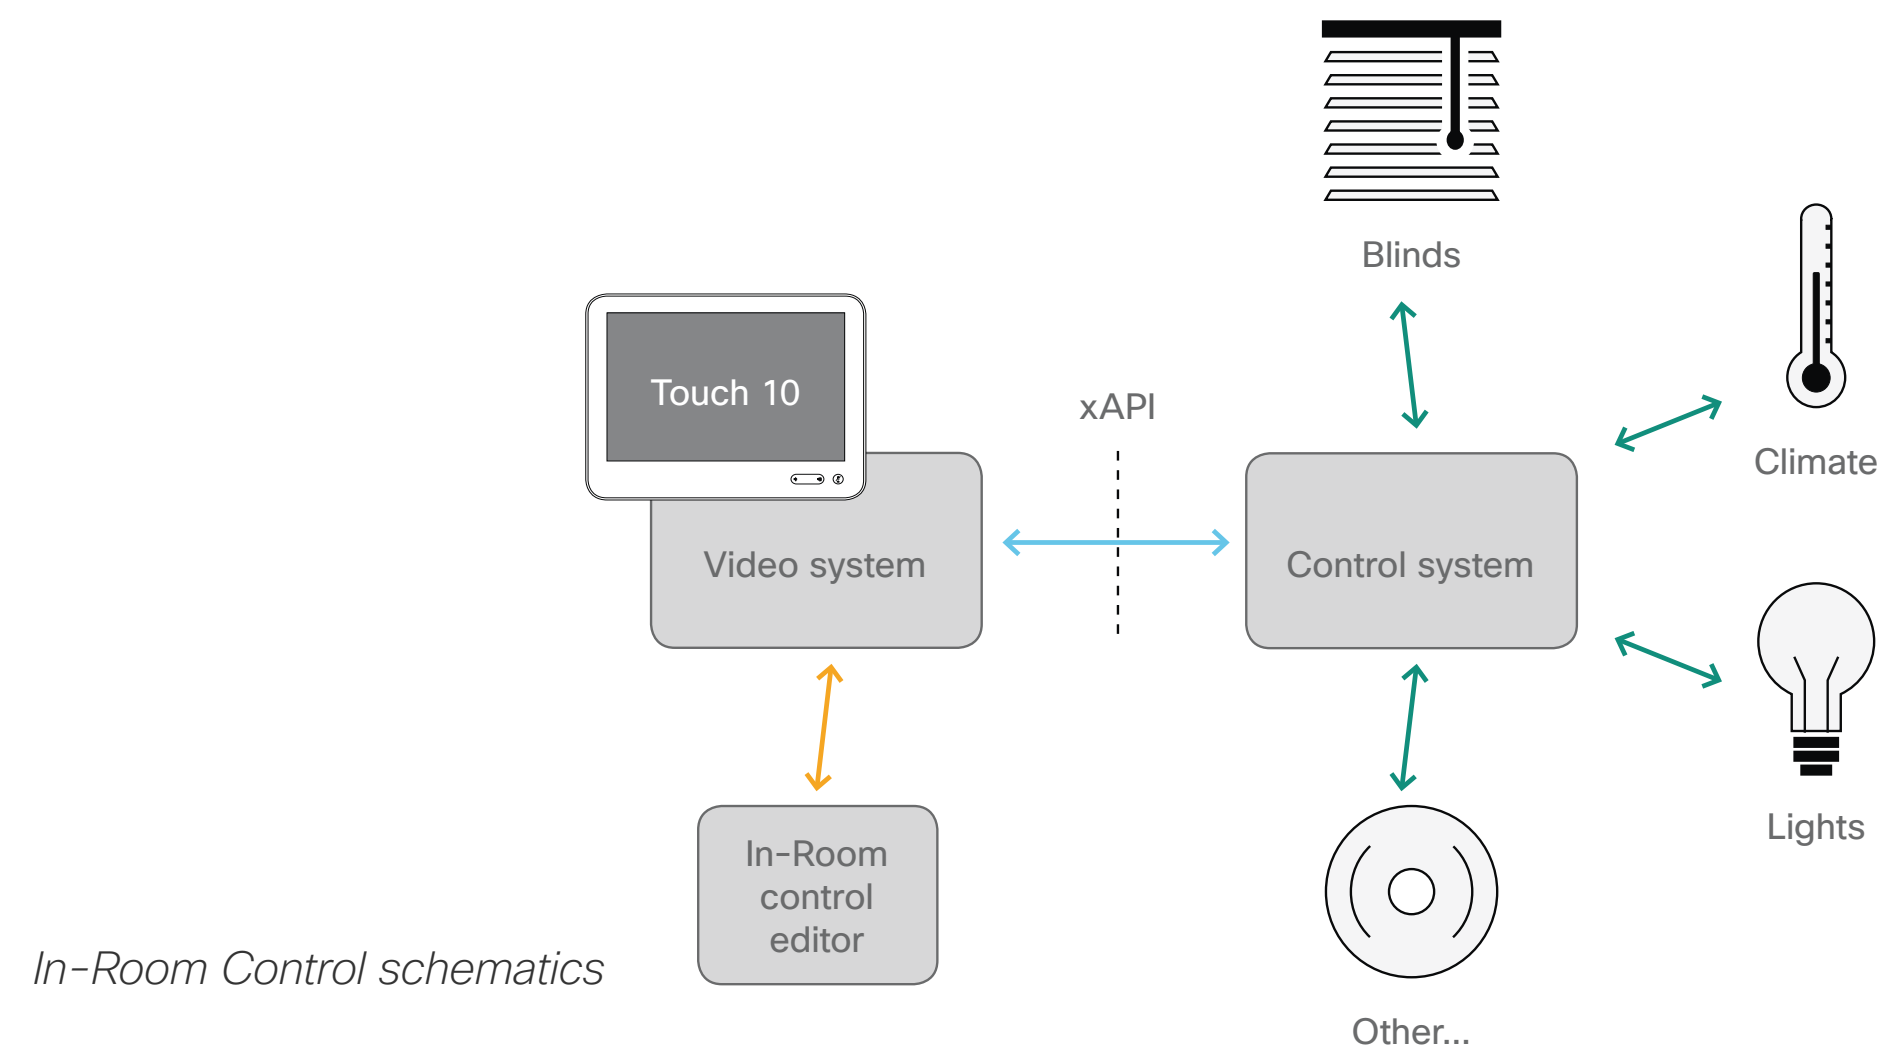 Blinds
Climate
Touch 10
xAPI
Video system
Control system
Lights
In-Room
control
editor
In-Room Control schematics
Other...